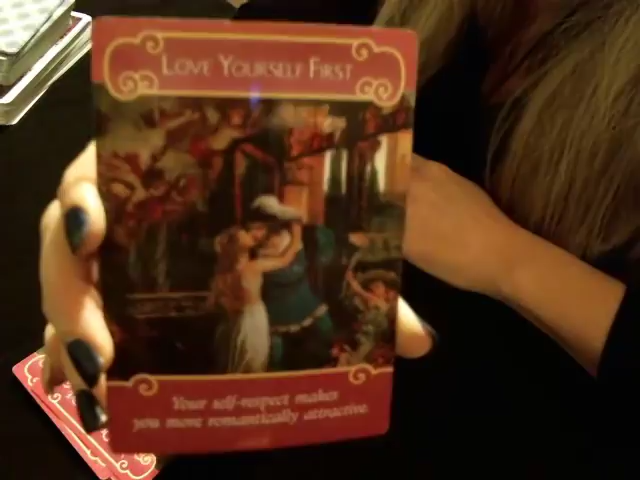 LOVE YOURSELF FIRST
Your self-respect makes
you more romantically attractive.